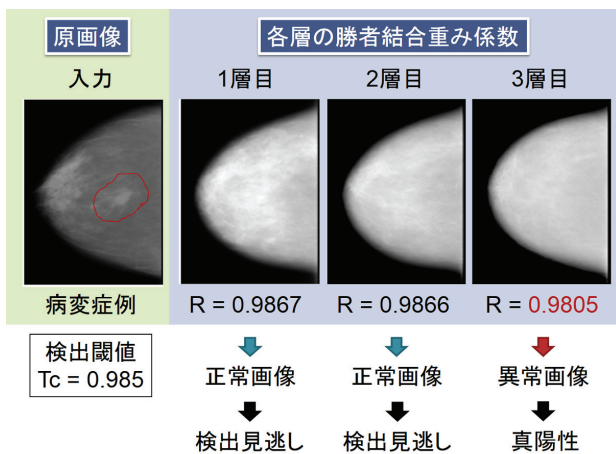 原画像
各層の勝者結合重み係数
入力
1層目
2層目
3層目
病変症例
R = 0.9867
R = 0.9866
R = 0.9805
検出閾値
Tc = 0.985
正常画像
正常画像
異常画像
検出見逃し
検出見逃し
真陽性